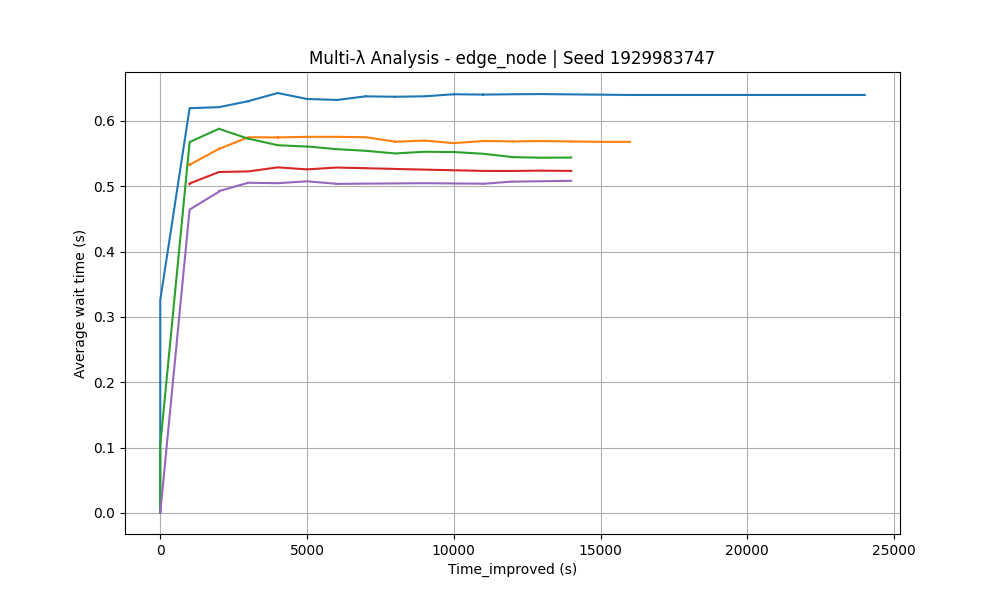 Multi-λ Analysis - edge_node | Seed 1929983747
Average wait time (s)
0.6
0.5
0.4
0.3
0.2
0.1
0.0
0 5000 10000 15000 20000 25000
Time_improved (s)